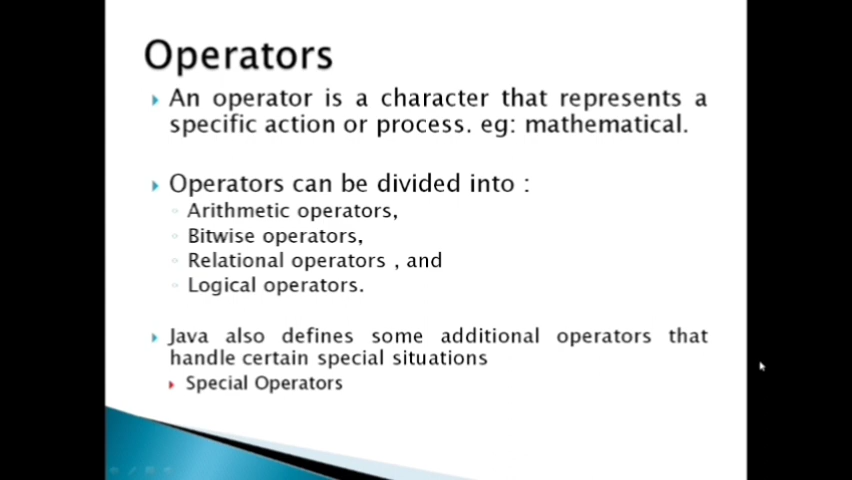 Operators
An operator is a character that represents a
specific action or process. eg: mathematical.
Operators can be divided into :
Arithmetic operators,
Bitwise operators,
Relational operators , and
Logical operators.
Java also defines some additional operators that
handle certain special situations
Special Operators